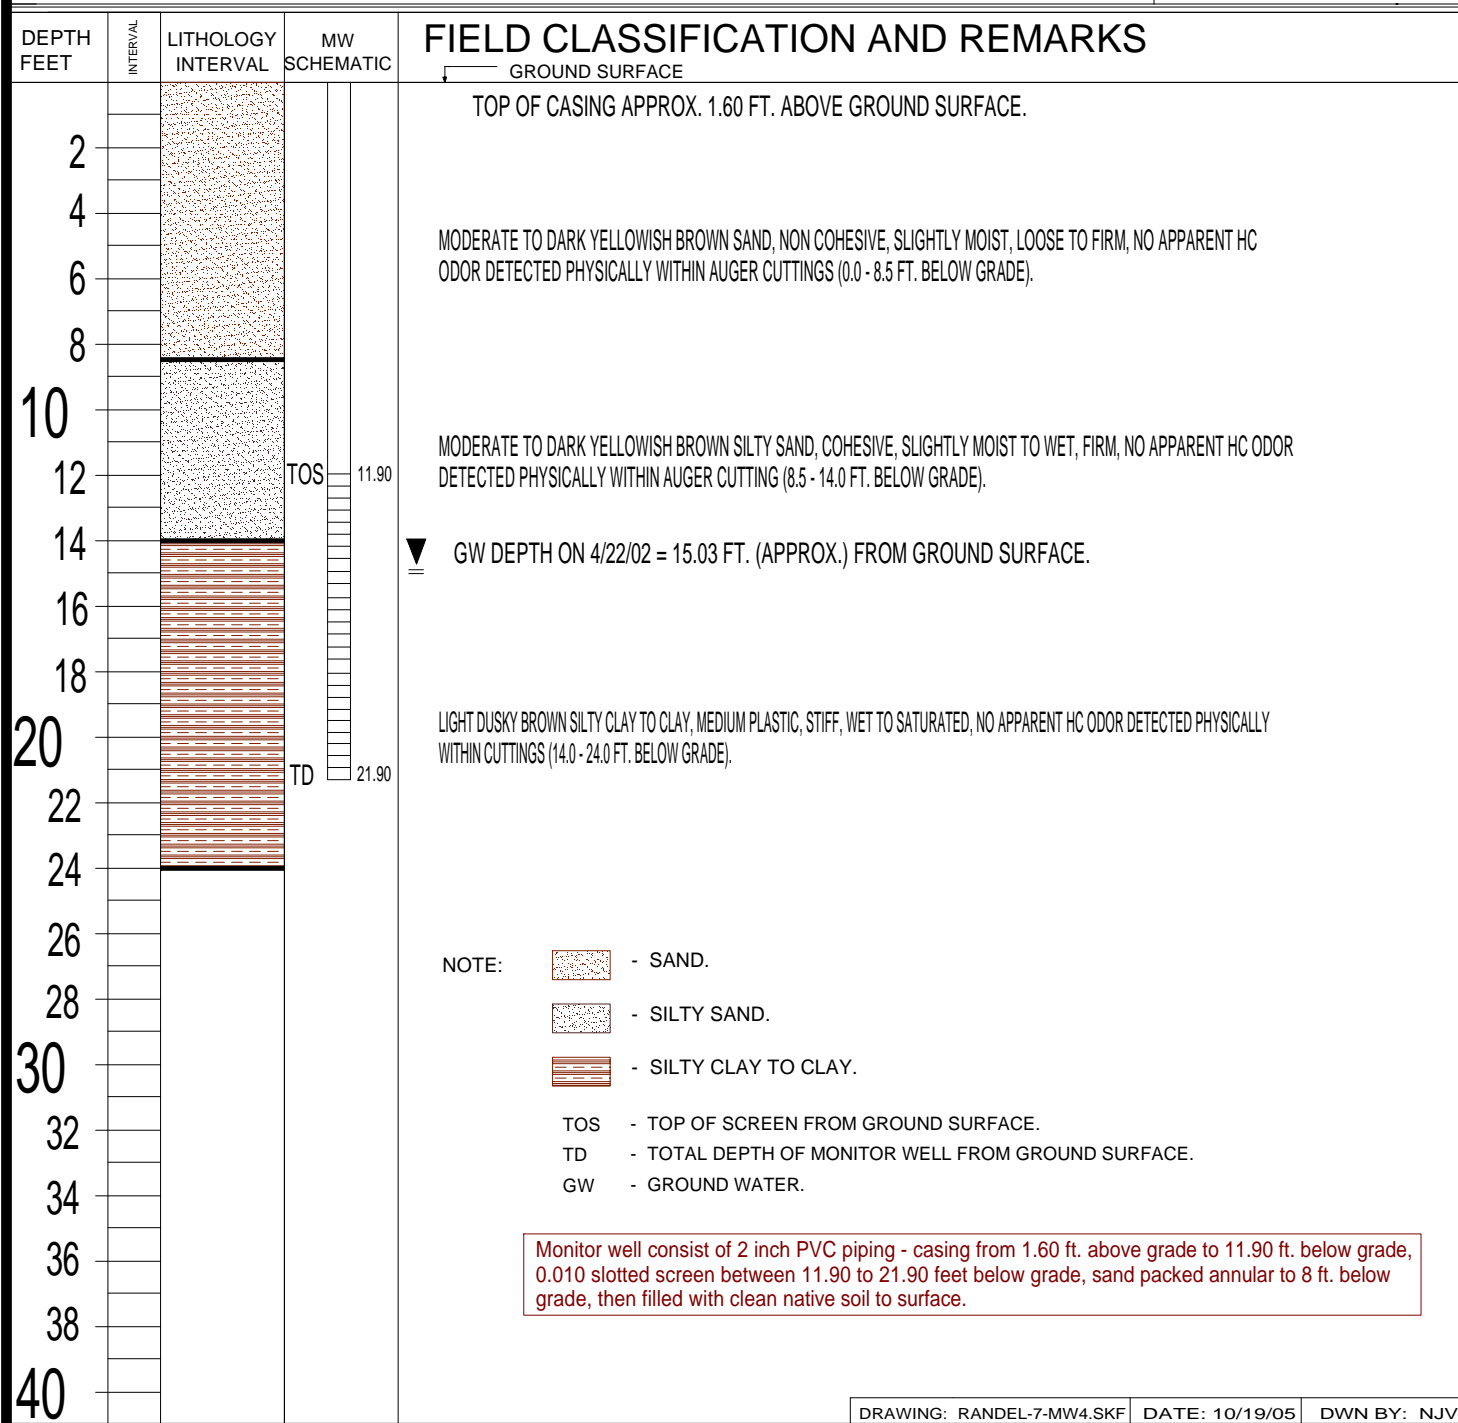 DEPTH
FEET
INTERVAL
LITHOLOGY
INTERVAL
MW
SCHEMATIC
FIELD CLASSIFICATION AND REMARKS
GROUND SURFACE
TOP OF CASING APPROX. 1.60 FT. ABOVE GROUND SURFACE.
2
4
MODERATE TO DARK YELLOWISH BROWN SAND, NON COHESIVE, SLIGHTLY MOIST, LOOSE TO FIRM, NO APPARENT HC
ODOR DETECTED PHYSICALLY WITHIN AUGER CUTTINGS (0.0 - 8.5 FT. BELOW GRADE).
6
8
10
MODERATE TO DARK YELLOWISH BROWN SILTY SAND, COHESIVE, SLIGHTLY MOIST TO WET, FIRM, NO APPARENT HC ODOR
DETECTED PHYSICALLY WITHIN AUGER CUTTING (8.5 - 14.0 FT. BELOW GRADE).
12
TOS 11.90
14
GW DEPTH ON 4/22/02 = 15.03 FT. (APPROX.) FROM GROUND SURFACE.
16
18
LIGHT DUSKY BROWN SILTY CLAY TO CLAY, MEDIUM PLASTIC, STIFF, WET TO SATURATED, NO APPARENT HC ODOR DETECTED PHYSICALLY
WITHIN CUTTINGS (14.0 - 24.0 FT. BELOW GRADE).
20
TD 21.90
22
24
26
NOTE:
- SAND.
28
- SILTY SAND.
30
- SILTY CLAY TO CLAY.
32
TOS - TOP OF SCREEN FROM GROUND SURFACE.
TD - TOTAL DEPTH OF MONITOR WELL FROM GROUND SURFACE.
34
GW - GROUND WATER.
36
Monitor well consist of 2 inch PVC piping - casing from 1.60 ft. above grade to 11.90 ft. below grade,
0.010 slotted screen between 11.90 to 21.90 feet below grade, sand packed annular to 8 ft. below
grade, then filled with clean native soil to surface.
38
40
DRAWING: RANDEL-7-MW4.SKF DATE: 10/19/05 DWN BY: NJV